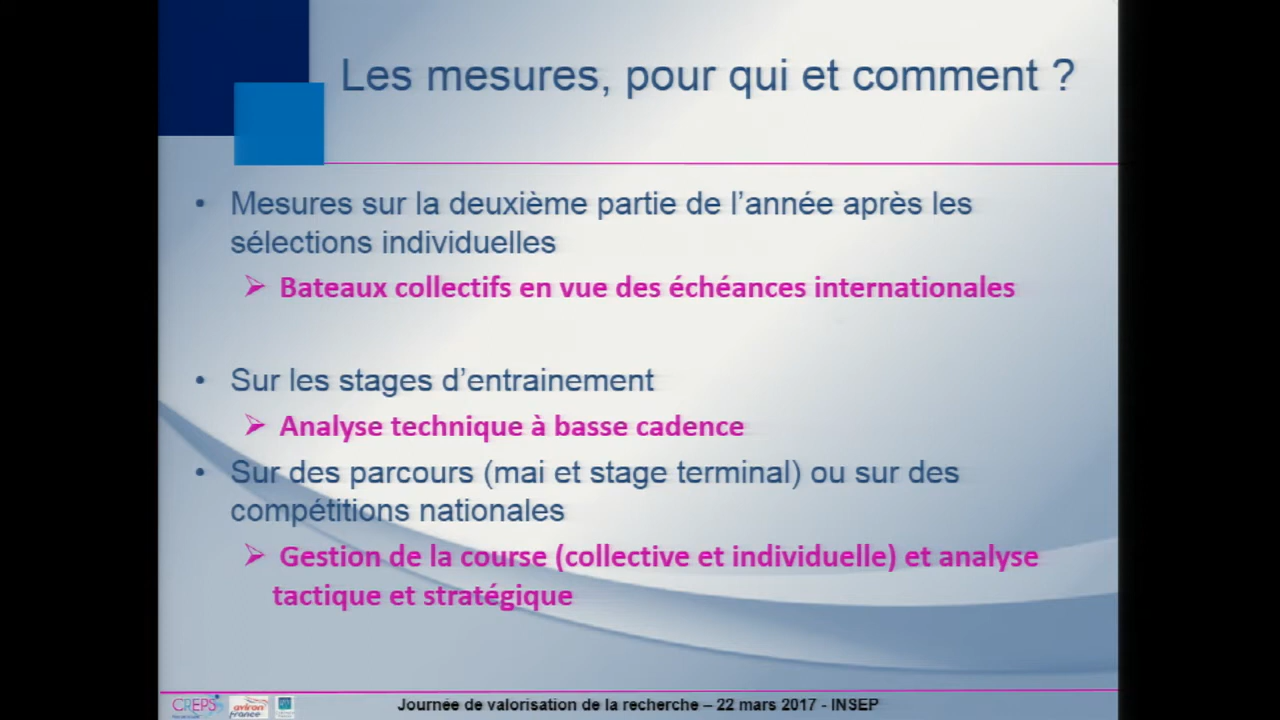 Les mesures, pour qui et comment ?
• Mesures sur la deuxième partie de l'année après les
sélections individuelles
➢ Bateaux collectifs en vue des échéances internationales
• Sur les stages d'entrainement
➢ Analyse technique à basse cadence
• Sur des parcours (mai et stage terminal) ou sur des
compétitions nationales
➢ Gestion de la course (collective et individuelle) et analyse
tactique et stratégique
CREPS
aviron
france
Journée de valorisation de la recherche – 22 mars 2017 - INSEP